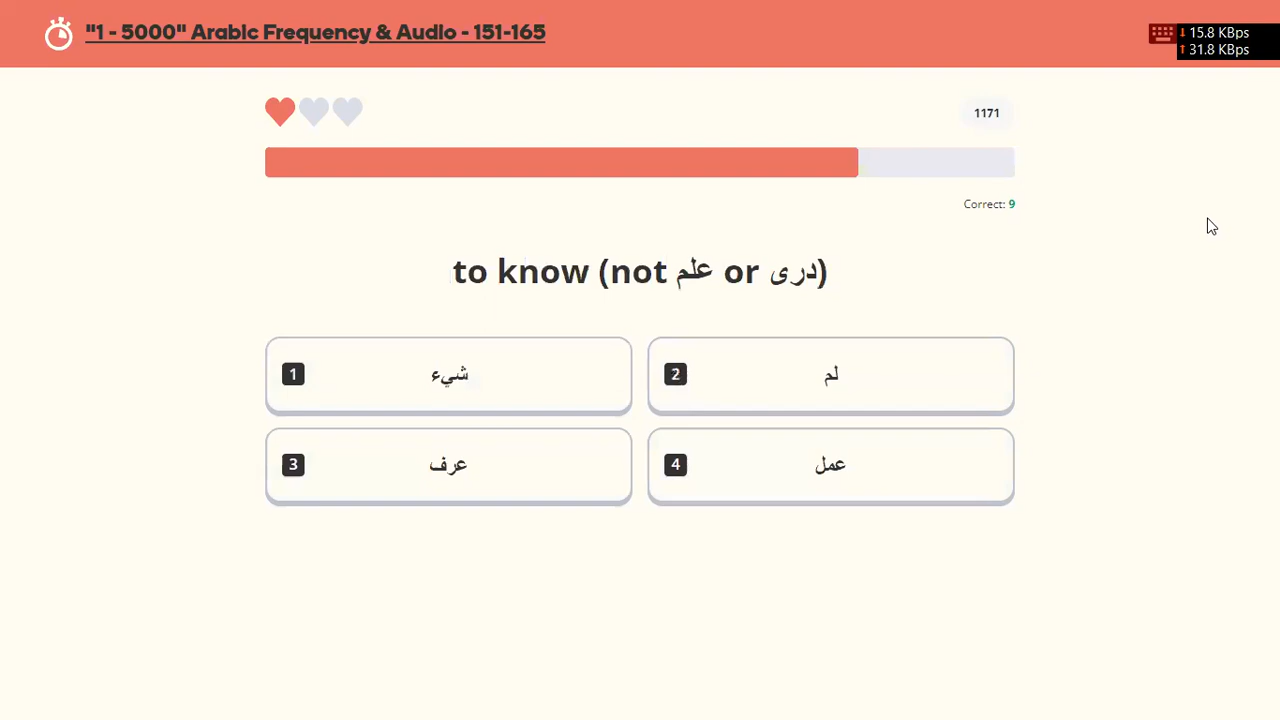 "1 - 5000" Arabic Frequency & Audio - 151-165
↓ 15.8 KBps
↑ 31.8 KBps
1171
Correct: 9
to know (not علم or درى)
1 شيء
2 لم
3 عرف
4 عمل